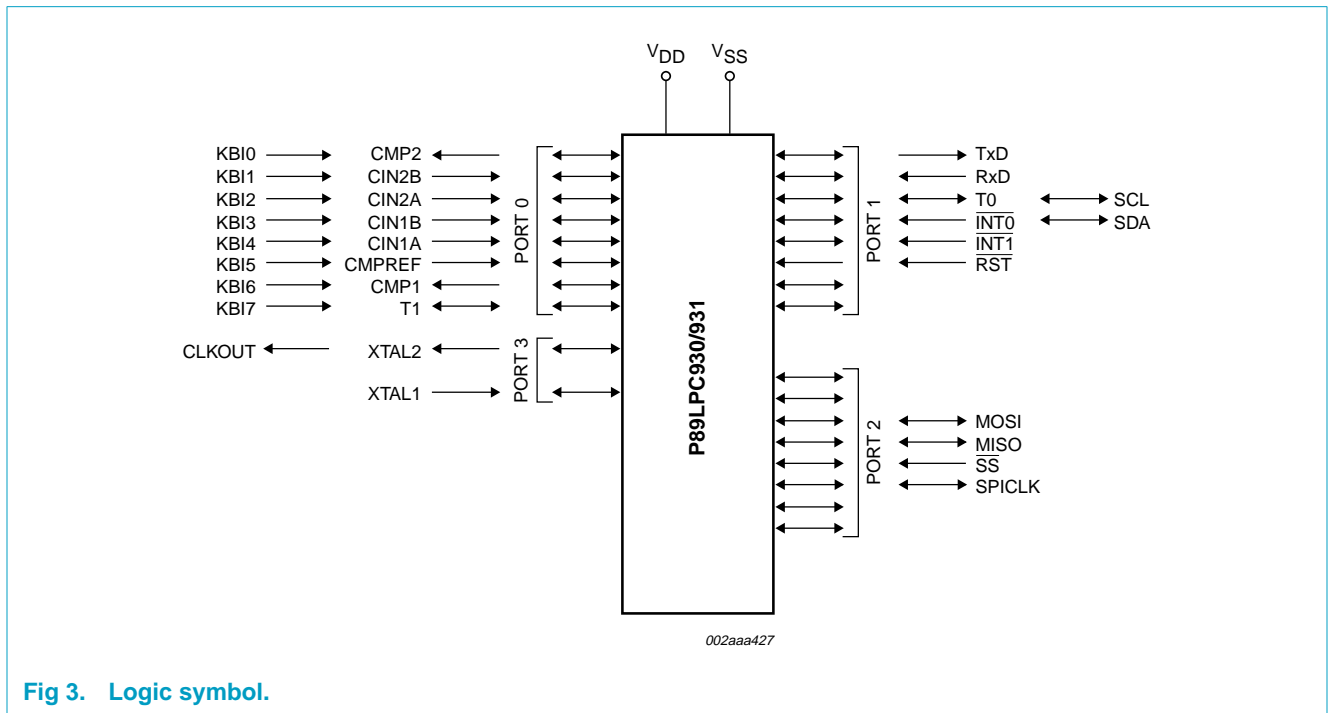 VDD VSS
KBI0 CMP2 TxD
KBI1 CIN2B RxD
KBI2 CIN2A T0 SCL
KBI3 CIN1B INT0 SDA
KBI4 CIN1A INT1
KBI5 CMPREF RST
KBI6 CMP1
KBI7 T1
PORT 0
PORT 1
CLKOUT XTAL2
XTAL1
PORT 3
P89LPC930/931
PORT 2
MOSI
MISO
SS
SPICLK
002aaa427
Fig 3. Logic symbol.